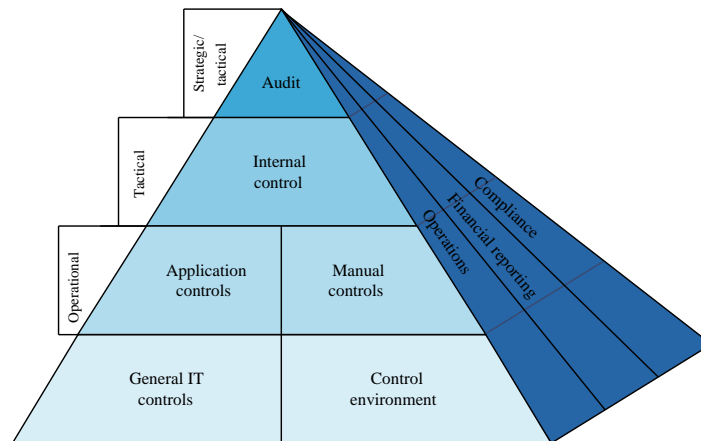 Strategic/
tactical
Audit
Tactical
Internal
control
Compliance
Financial reporting
Operations
Operational
Application
controls
Manual
controls
General IT
controls
Control
environment